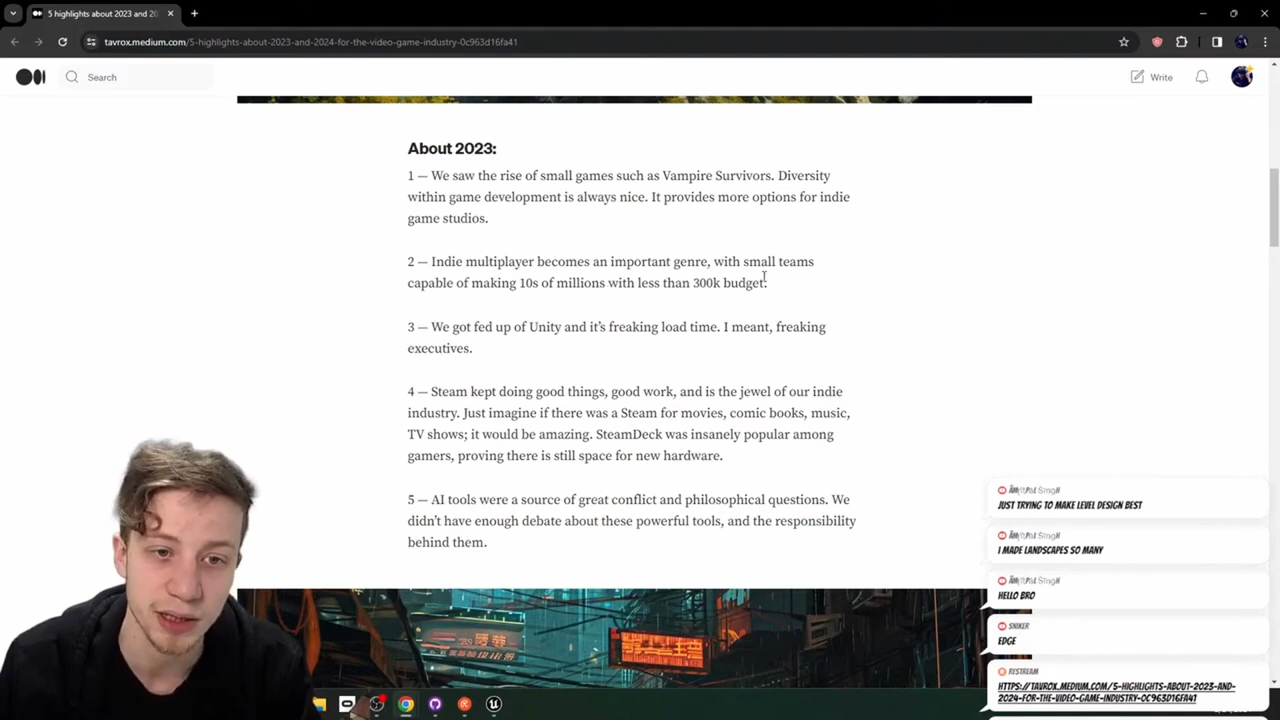 5 highlights about 2023 and 20
tavrox.medium.com/5-highlights-about-2023-and-2024-for-the-video-game-industry-0c963d16fa41
Search
Write
About 2023:
1 — We saw the rise of small games such as Vampire Survivors. Diversity
within game development is always nice. It provides more options for indie
game studios.
2 — Indie multiplayer becomes an important genre, with small teams
capable of making 10s of millions with less than 300k budget.
3 — We got fed up of Unity and it's freaking load time. I meant, freaking
executives.
4 — Steam kept doing good things, good work, and is the jewel of our indie
industry. Just imagine if there was a Steam for movies, comic books, music,
TV shows; it would be amazing. SteamDeck was insanely popular among
gamers, proving there is still space for new hardware.
5 — AI tools were a source of great conflict and philosophical questions. We
didn't have enough debate about these powerful tools, and the responsibility
behind them.
JUST TRYING TO MAKE LEVEL DESIGN BEST
I MADE LANDSCAPES SO MANY
HELLO BRO
SNIKER
EDGE
RESTREAM
HTTPS://TAVROX.MEDIUM.COM/5-HIGHLIGHTS-ABOUT-2023-AND-
2024-FOR-THE-VIDEO-GAME-INDUSTRY-0C963D16FA41